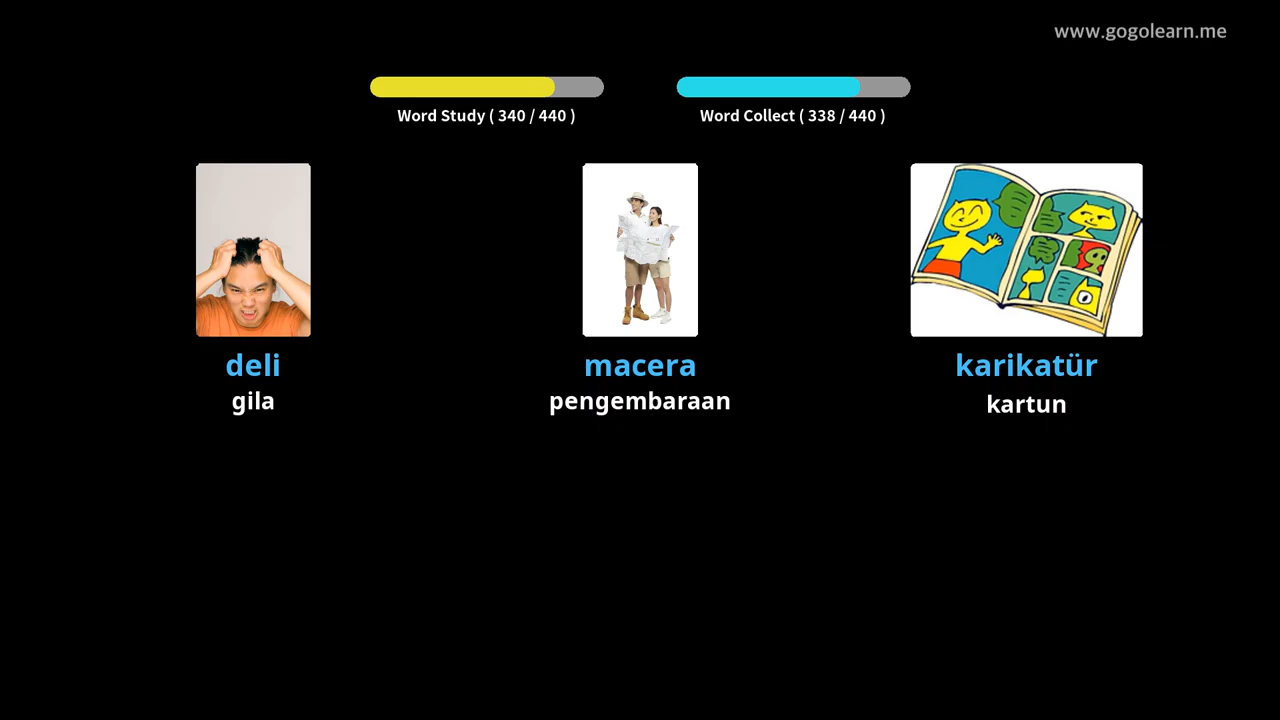 www.gogolearn.me
Word Study ( 340 / 440 )
Word Collect ( 338 / 440 )
deli
gila
macera
pengembaraan
karikatür
kartun